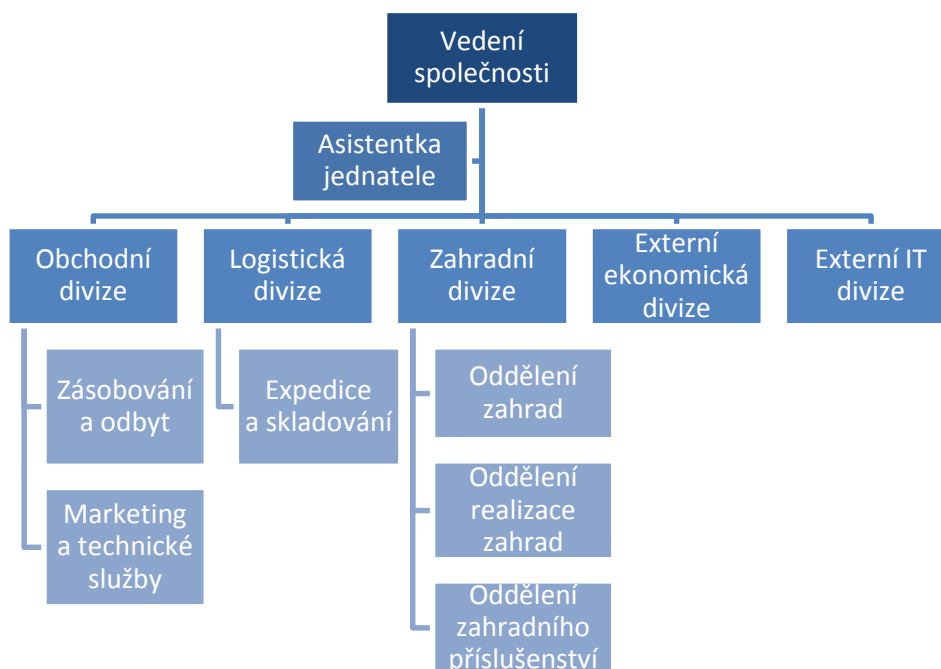 Vedení
společnosti
Asistentka
jednatele
Obchodní
divize
Logistická
divize
Zahradní
divize
Externí
ekonomická
divize
Externí IT
divize
Zásobování
a odbyt
Marketing
a technické
služby
Expedice
a skladování
Oddělení
zahrad
Oddělení
realizace
zahrad
Oddělení
zahradního
příslušenství